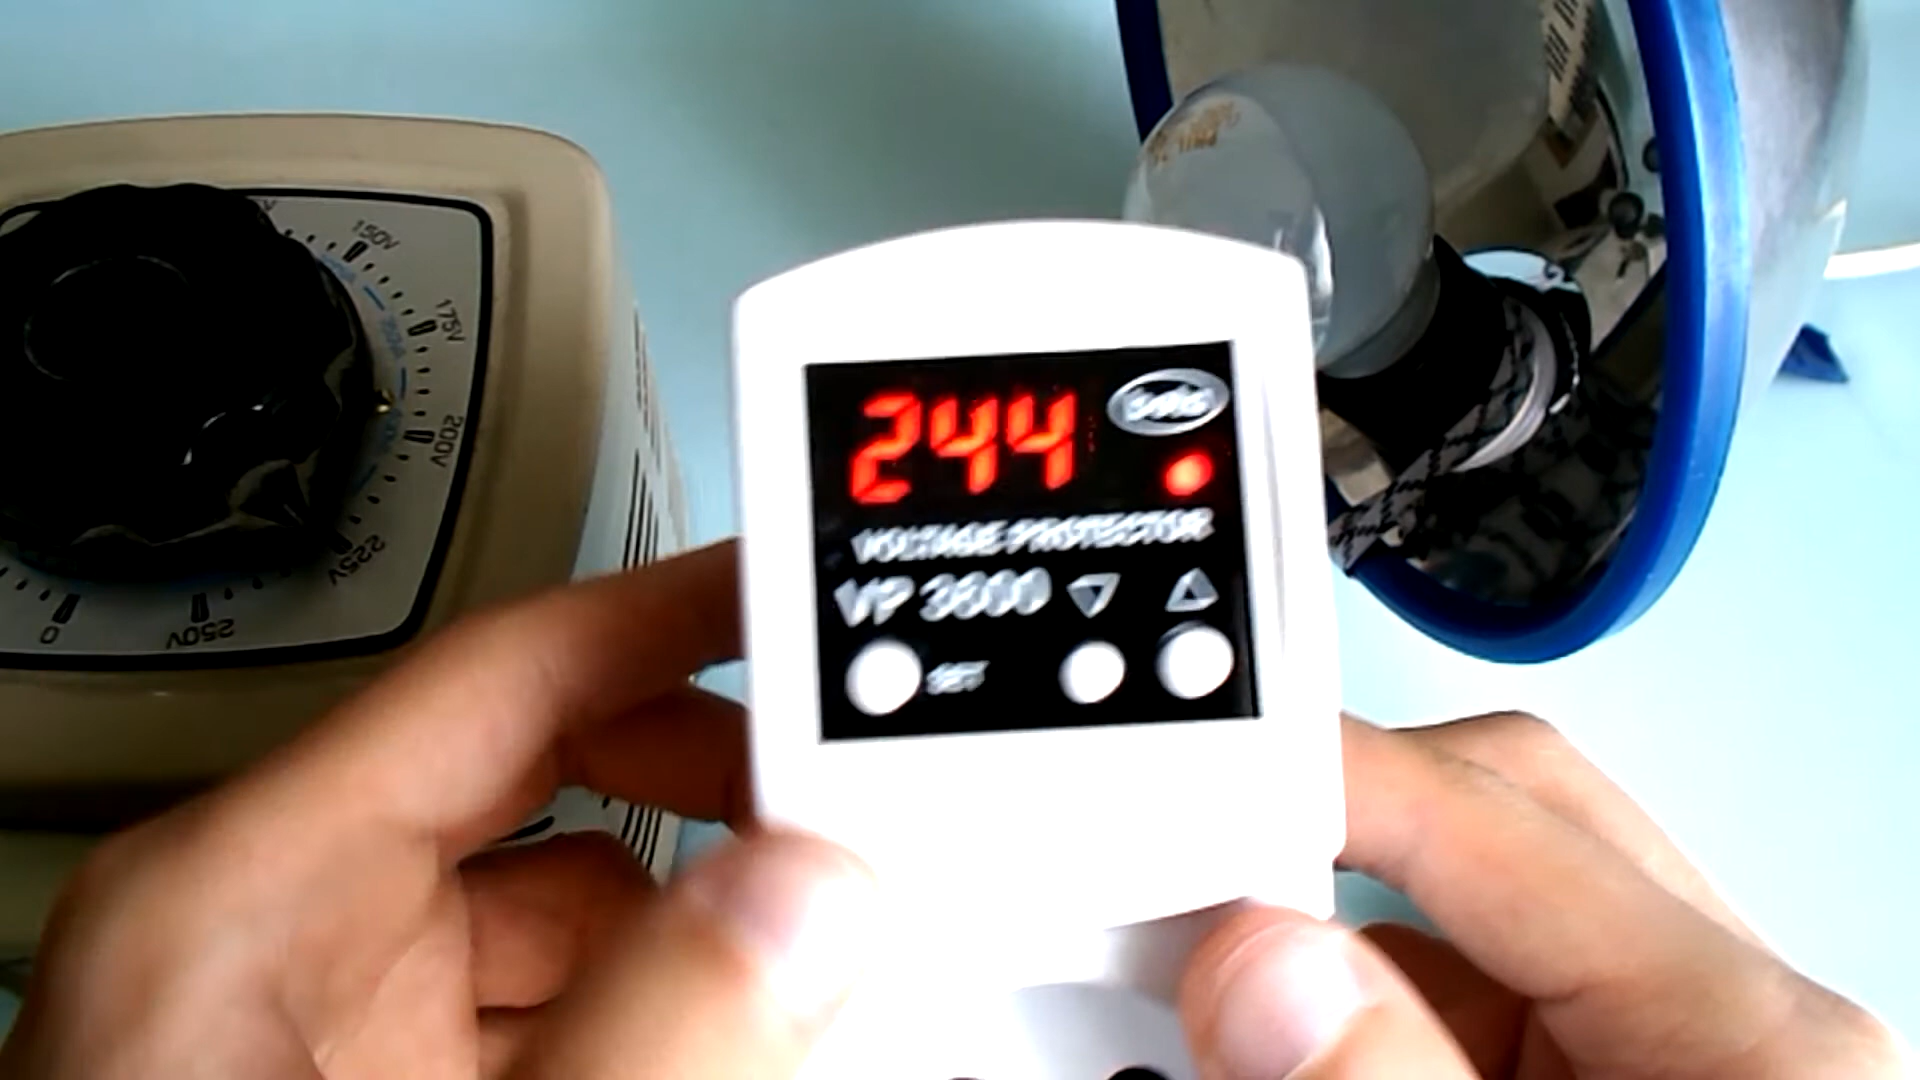 150V
175V
200V
225V
250V
0
244
VOLTAGE PROTECTOR
VP 3600
SET